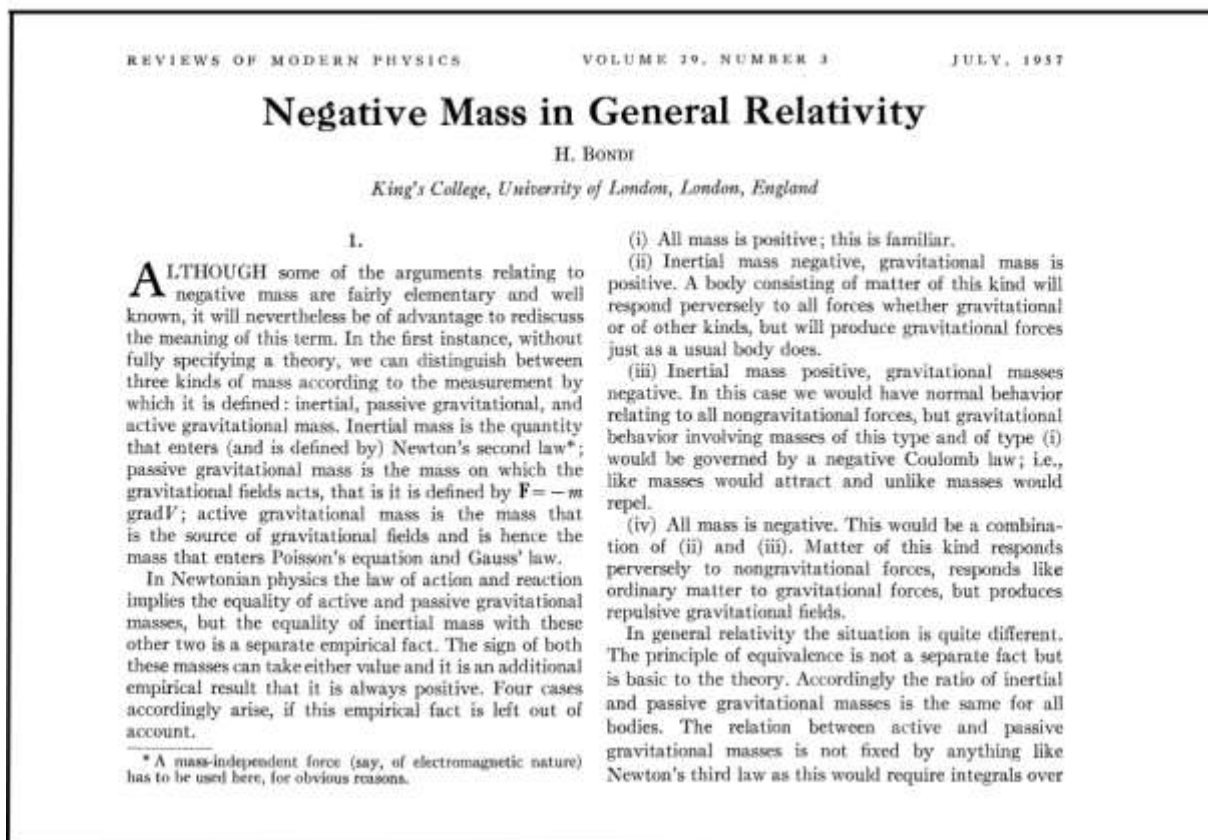 REVIEWS OF MODERN PHYSICS VOLUME 29, NUMBER 3 JULY, 1957
Negative Mass in General Relativity
H. BONDI
King's College, University of London, London, England
1.
ALTHOUGH some of the arguments relating to
negative mass are fairly elementary and well
known, it will nevertheless be of advantage to rediscuss
the meaning of this term. In the first instance, without
fully specifying a theory, we can distinguish between
three kinds of mass according to the measurement by
which it is defined: inertial, passive gravitational, and
active gravitational mass. Inertial mass is the quantity
that enters (and is defined by) Newton's second law*;
passive gravitational mass is the mass on which the
gravitational fields acts, that is it is defined by F=−m
gradV; active gravitational mass is the mass that
is the source of gravitational fields and is hence the
mass that enters Poisson's equation and Gauss' law.
In Newtonian physics the law of action and reaction
implies the equality of active and passive gravitational
masses, but the equality of inertial mass with these
other two is a separate empirical fact. The sign of both
these masses can take either value and it is an additional
empirical result that it is always positive. Four cases
accordingly arise, if this empirical fact is left out of
account.
* A mass-independent force (say, of electromagnetic nature)
has to be used here, for obvious reasons.
(i) All mass is positive; this is familiar.
(ii) Inertial mass negative, gravitational mass is
positive. A body consisting of matter of this kind will
respond perversely to all forces whether gravitational
or of other kinds, but will produce gravitational forces
just as a usual body does.
(iii) Inertial mass positive, gravitational masses
negative. In this case we would have normal behavior
relating to all nongravitational forces, but gravitational
behavior involving masses of this type and of type (i)
would be governed by a negative Coulomb law; i.e.,
like masses would attract and unlike masses would
repel.
(iv) All mass is negative. This would be a combina-
tion of (ii) and (iii). Matter of this kind responds
perversely to nongravitational forces, responds like
ordinary matter to gravitational forces, but produces
repulsive gravitational fields.
In general relativity the situation is quite different.
The principle of equivalence is not a separate fact but
is basic to the theory. Accordingly the ratio of inertial
and passive gravitational masses is the same for all
bodies. The relation between active and passive
gravitational masses is not fixed by anything like
Newton's third law as this would require integrals over